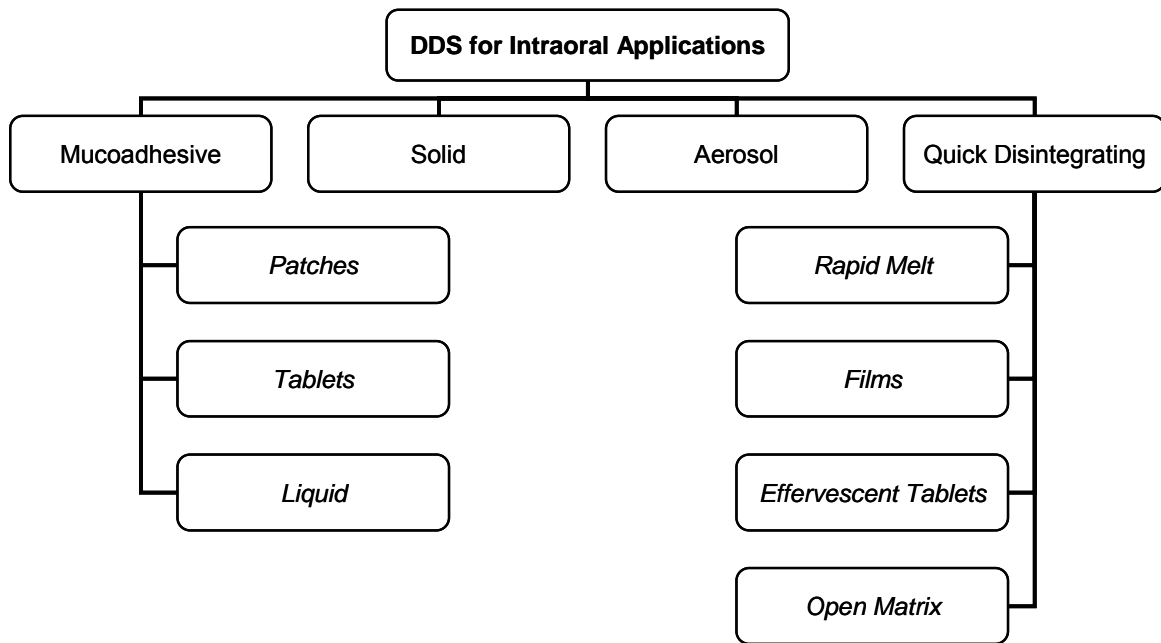 DDS for Intraoral Applications
Mucoadhesive
Solid
Aerosol
Quick Disintegrating
Patches
Tablets
Liquid
Rapid Melt
Films
Effervescent Tablets
Open Matrix